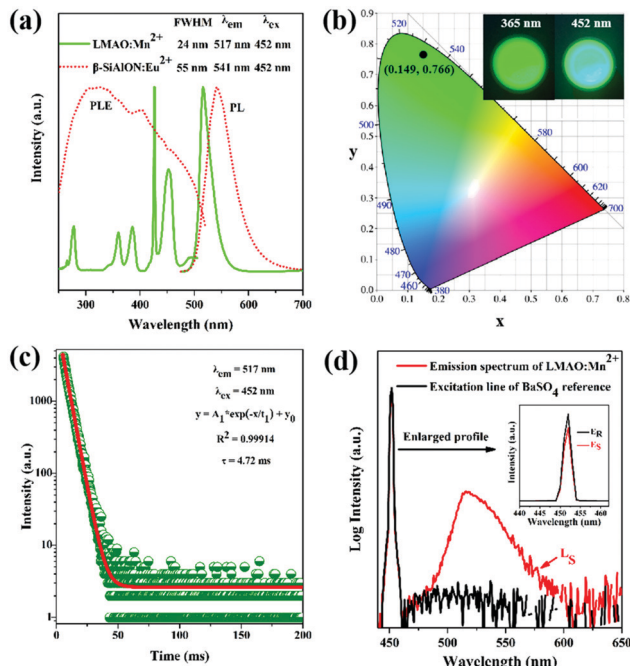 (a)
FWHM λem λex
LMAO:Mn2+ 24 nm 517 nm 452 nm
β-SiAlON:Eu2+ 55 nm 541 nm 452 nm
PLE
PL
Intensity (a.u.)
300 400 500 600 700
Wavelength (nm)
(b)
365 nm
452 nm
(0.149, 0.766)
520
540
500
560
580
600
620
700
490
480
470
460
380
y
0.9
0.8
0.7
0.6
0.5
0.4
0.3
0.2
0.1
0.0
0.0 0.1 0.2 0.3 0.4 0.5 0.6 0.7 0.8
x
(c)
λem = 517 nm
λex = 452 nm
y = A1*exp(-x/t1) + y0
R2 = 0.99914
τ = 4.72 ms
Intensity (a.u.)
1000
100
10
1
0 50 100 150 200
Time (ms)
(d)
Emission spectrum of LMAO:Mn2+
Excitation line of BaSO4 reference
Enlarged profile
ER
ES
Intensity (a.u.)
440 445 450 455 460
Wavelength (um)
LS
Log Intensity (a.u.)
450 500 550 600 650
Wavelength (nm)